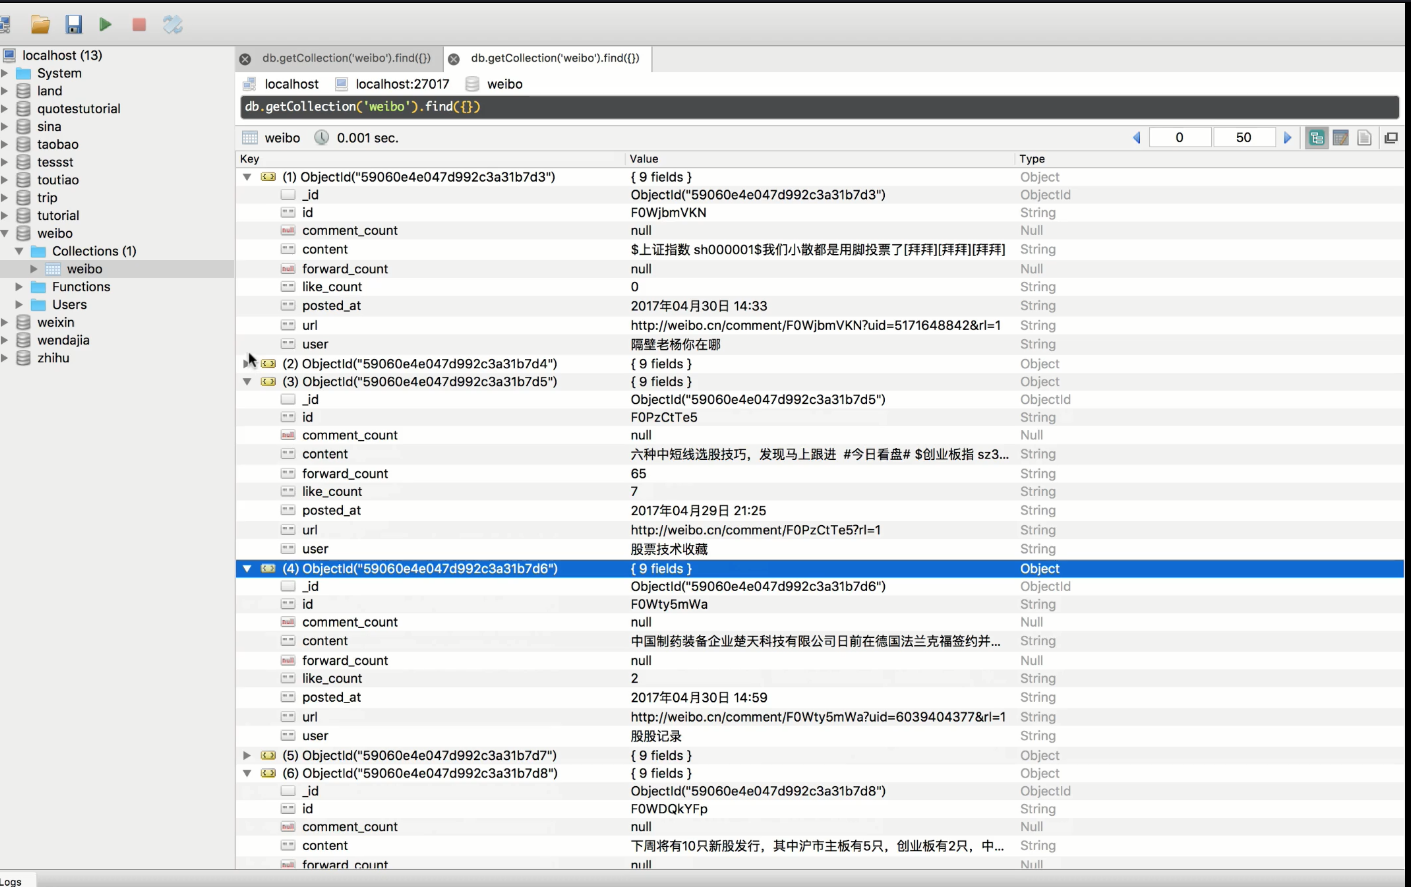 localhost (13)
System
land
quotestutorial
sina
taobao
tessst
toutiao
trip
tutorial
weibo
Collections (1)
weibo
Functions
Users
weixin
wendajia
zhihu
db.getCollection('weibo').find({})
db.getCollection('weibo').find({})
localhost localhost:27017 weibo
db.getCollection('weibo').find({})
weibo 0.001 sec. 0 50
Key Value Type
(1) ObjectId("59060e4e047d992c3a31b7d3") { 9 fields } Object
_id ObjectId("59060e4e047d992c3a31b7d3") ObjectId
id F0WjbmVKN String
comment_count null Null
content $上证指数 sh000001$我们小散都是用脚投票了[拜拜][拜拜][拜拜] String
forward_count null Null
like_count 0 String
posted_at 2017年04月30日 14:33 String
url http://weibo.cn/comment/F0WjbmVKN?uid=5171648842&rl=1 String
user 隔壁老杨你在哪 String
(2) ObjectId("59060e4e047d992c3a31b7d4") { 9 fields } Object
(3) ObjectId("59060e4e047d992c3a31b7d5") { 9 fields } Object
_id ObjectId("59060e4e047d992c3a31b7d5") ObjectId
id F0PzCtTe5 String
comment_count null Null
content 六种中短线选股技巧，发现马上跟进 #今日看盘# $创业板指 sz3... String
forward_count 65 String
like_count 7 String
posted_at 2017年04月29日 21:25 String
url http://weibo.cn/comment/F0PzCtTe5?rl=1 String
user 股票技术收藏 String
(4) ObjectId("59060e4e047d992c3a31b7d6") { 9 fields } Object
_id ObjectId("59060e4e047d992c3a31b7d6") ObjectId
id F0Wty5mWa String
comment_count null Null
content 中国制药装备企业楚天科技有限公司日前在德国法兰克福签约并... String
forward_count null Null
like_count 2 String
posted_at 2017年04月30日 14:59 String
url http://weibo.cn/comment/F0Wty5mWa?uid=6039404377&rl=1 String
user 股股记录 String
(5) ObjectId("59060e4e047d992c3a31b7d7") { 9 fields } Object
(6) ObjectId("59060e4e047d992c3a31b7d8") { 9 fields } Object
_id ObjectId("59060e4e047d992c3a31b7d8") ObjectId
id F0WDQkYFp String
comment_count null Null
content 下周将有10只新股发行，其中沪市主板有5只，创业板有2只，中... String
forward_count null Null
Logs